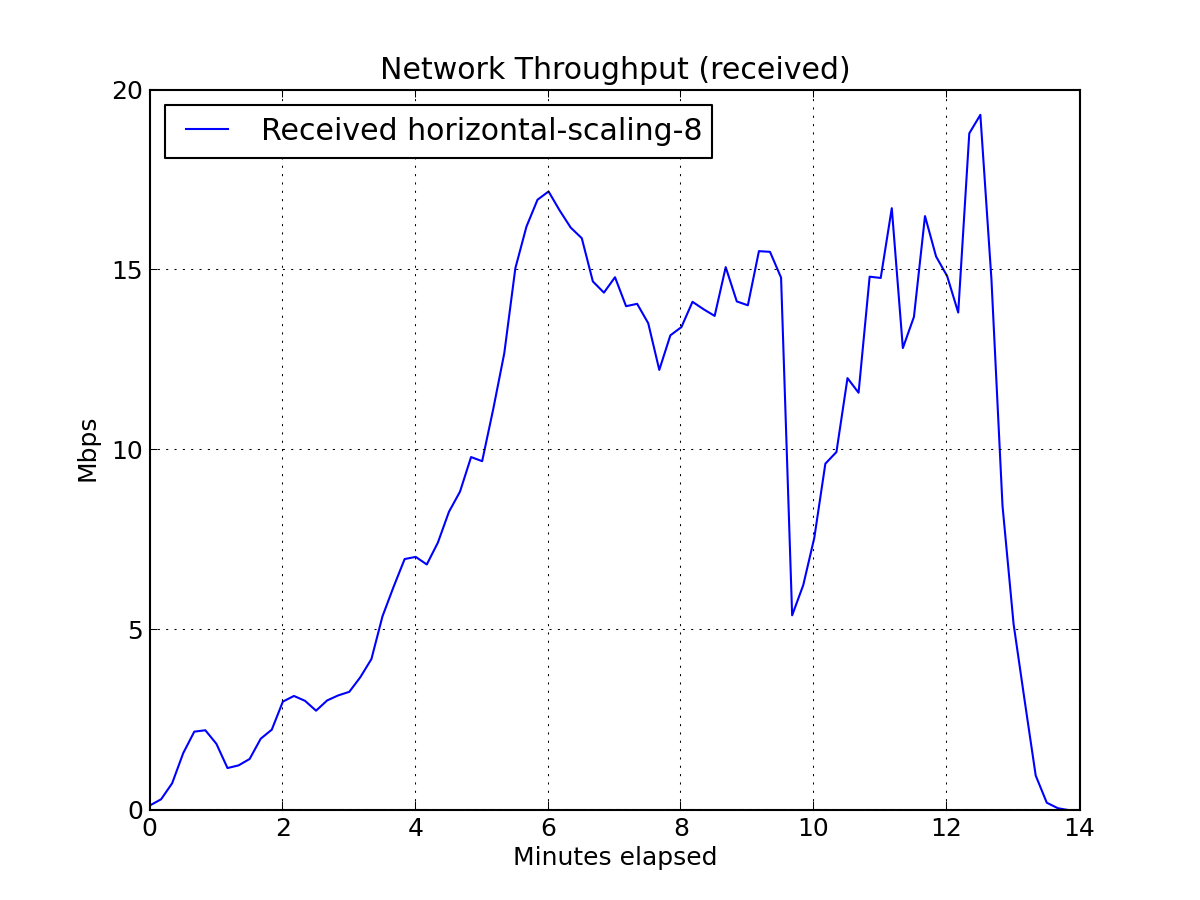 Network Throughput (received)
Received horizontal-scaling-8
20
15
10
5
0
Mbps
0 2 4 6 8 10 12 14
Minutes elapsed